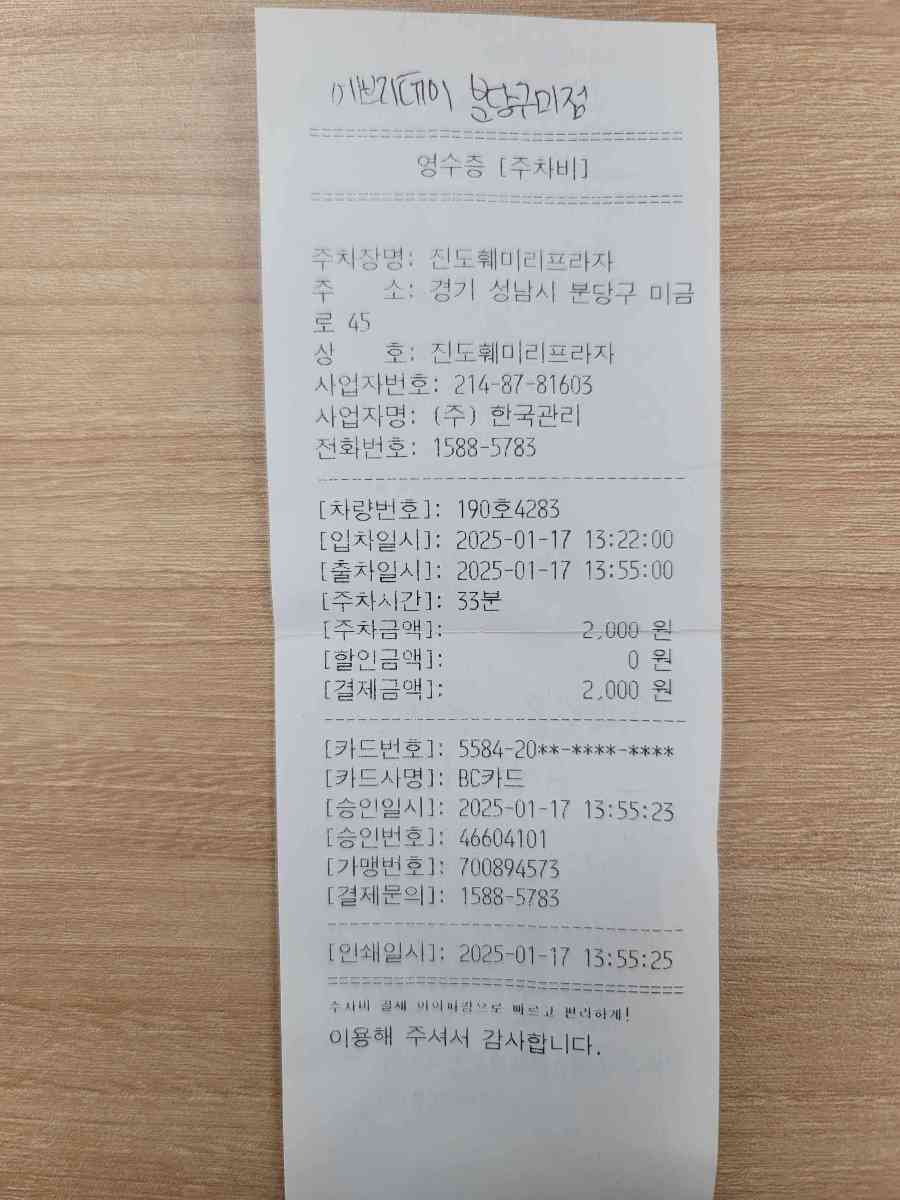 이브리데이 분당구미점
=====================================
영수증 [주차비]
=====================================
주차장명: 진도훼미리프라자
주 소: 경기 성남시 분당구 미금
로 45
상 호: 진도훼미리프라자
사업자번호: 214-87-81603
사업자명: (주) 한국관리
전화번호: 1588-5783
-------------------------------------
[차량번호]: 190호4283
[입차일시]: 2025-01-17 13:22:00
[출차일시]: 2025-01-17 13:55:00
[주차시간]: 33분
[주차금액]: 2,000 원
[할인금액]: 0 원
[결제금액]: 2,000 원
-------------------------------------
[카드번호]: 5584-20**-****-****
[카드사명]: BC카드
[승인일시]: 2025-01-17 13:55:23
[승인번호]: 46604101
[가맹번호]: 700894573
[결제문의]: 1588-5783
-------------------------------------
[인쇄일시]: 2025-01-17 13:55:25
=====================================
주차비 결제 아이파킹으로 빠르고 편리하게!
이용해 주셔서 감사합니다.